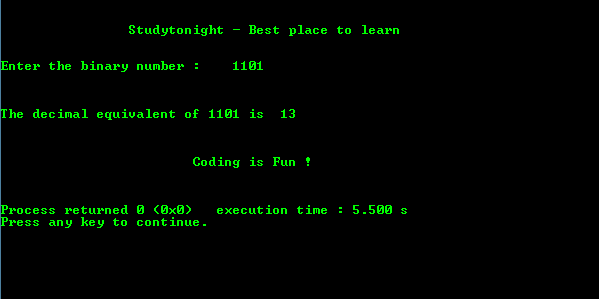 Studytonight - Best place to learn
Enter the binary number :    1101
The decimal equivalent of 1101 is  13
Coding is Fun !
Process returned 0 (0x0)   execution time : 5.500 s
Press any key to continue.